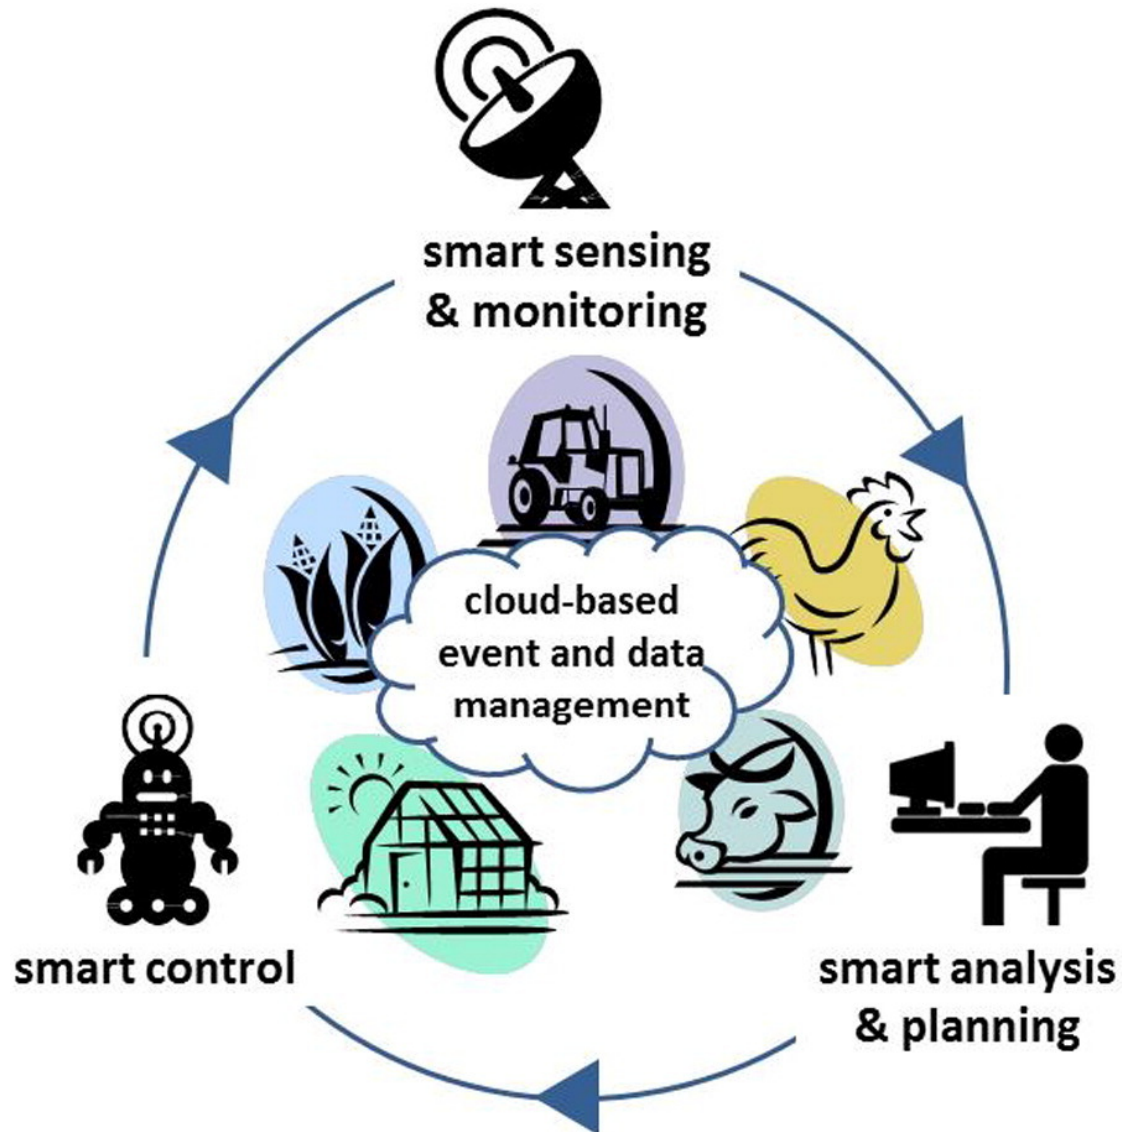 smart sensing
& monitoring
cloud-based
event and data
management
smart control
smart analysis
& planning